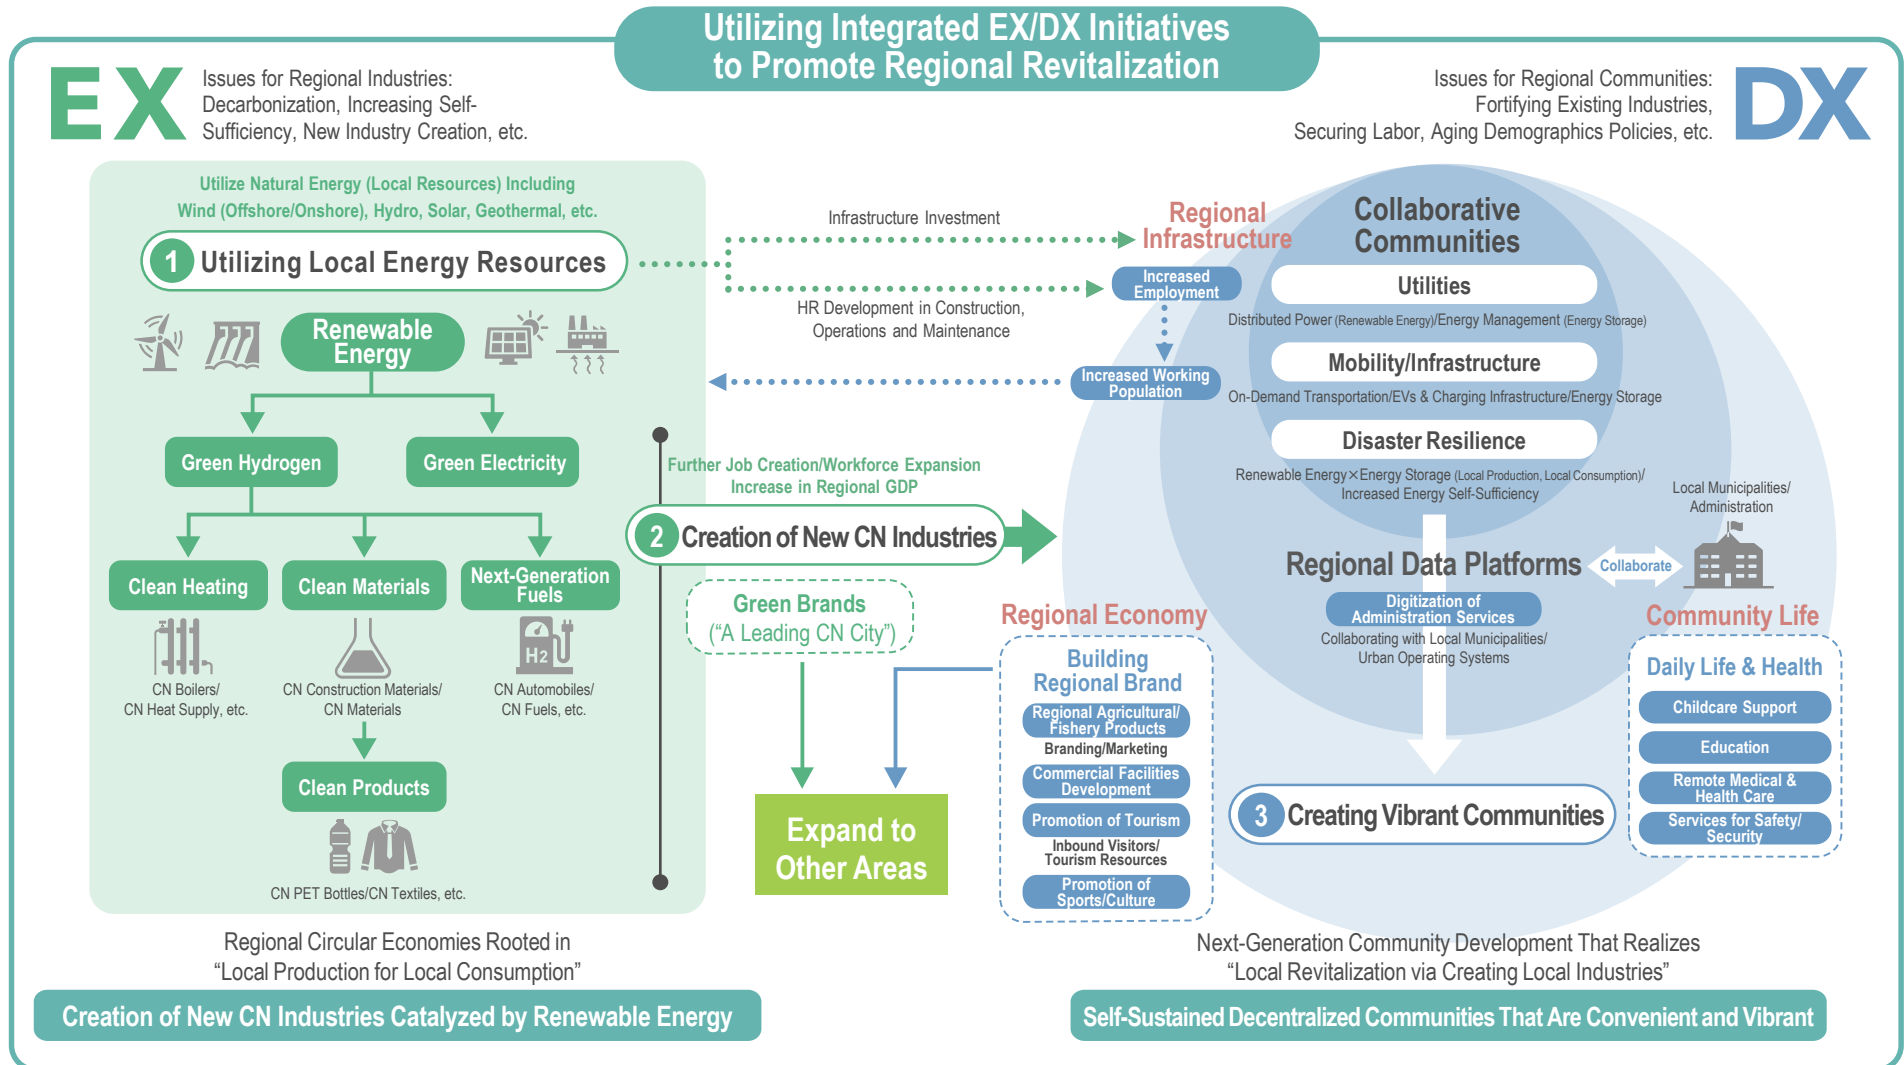 Utilizing Integrated EX/DX Initiatives
to Promote Regional Revitalization
EX
Issues for Regional Industries:
Decarbonization, Increasing Self-
Sufficiency, New Industry Creation, etc.
Issues for Regional Communities:
Fortifying Existing Industries,
Securing Labor, Aging Demographics Policies, etc.
DX
Utilize Natural Energy (Local Resources) Including
Wind (Offshore/Onshore), Hydro, Solar, Geothermal, etc.
1 Utilizing Local Energy Resources
Renewable
Energy
Green Hydrogen
Green Electricity
Clean Heating
Clean Materials
Next-Generation
Fuels
H2
CN Boilers/
CN Heat Supply, etc.
CN Construction Materials/
CN Materials
CN Automobiles/
CN Fuels, etc.
Clean Products
CN PET Bottles/CN Textiles, etc.
Regional Circular Economies Rooted in
“Local Production for Local Consumption”
Creation of New CN Industries Catalyzed by Renewable Energy
Infrastructure Investment
HR Development in Construction,
Operations and Maintenance
Regional
Infrastructure
Increased
Employment
Increased Working
Population
Further Job Creation/Workforce Expansion
Increase in Regional GDP
2 Creation of New CN Industries
Green Brands
(“A Leading CN City”)
Expand to
Other Areas
Regional Economy
Building
Regional Brand
Regional Agricultural/
Fishery Products
Branding/Marketing
Commercial Facilities
Development
Promotion of Tourism
Inbound Visitors/
Tourism Resources
Promotion of
Sports/Culture
Collaborative
Communities
Utilities
Distributed Power (Renewable Energy)/Energy Management (Energy Storage)
Mobility/Infrastructure
On-Demand Transportation/EVs & Charging Infrastructure/Energy Storage
Disaster Resilience
Renewable Energy×Energy Storage (Local Production, Local Consumption)/
Increased Energy Self-Sufficiency
Regional Data Platforms
Collaborate
Local Municipalities/
Administration
Digitization of
Administration Services
Collaborating with Local Municipalities/
Urban Operating Systems
3 Creating Vibrant Communities
Community Life
Daily Life & Health
Childcare Support
Education
Remote Medical &
Health Care
Services for Safety/
Security
Next-Generation Community Development That Realizes
“Local Revitalization via Creating Local Industries”
Self-Sustained Decentralized Communities That Are Convenient and Vibrant